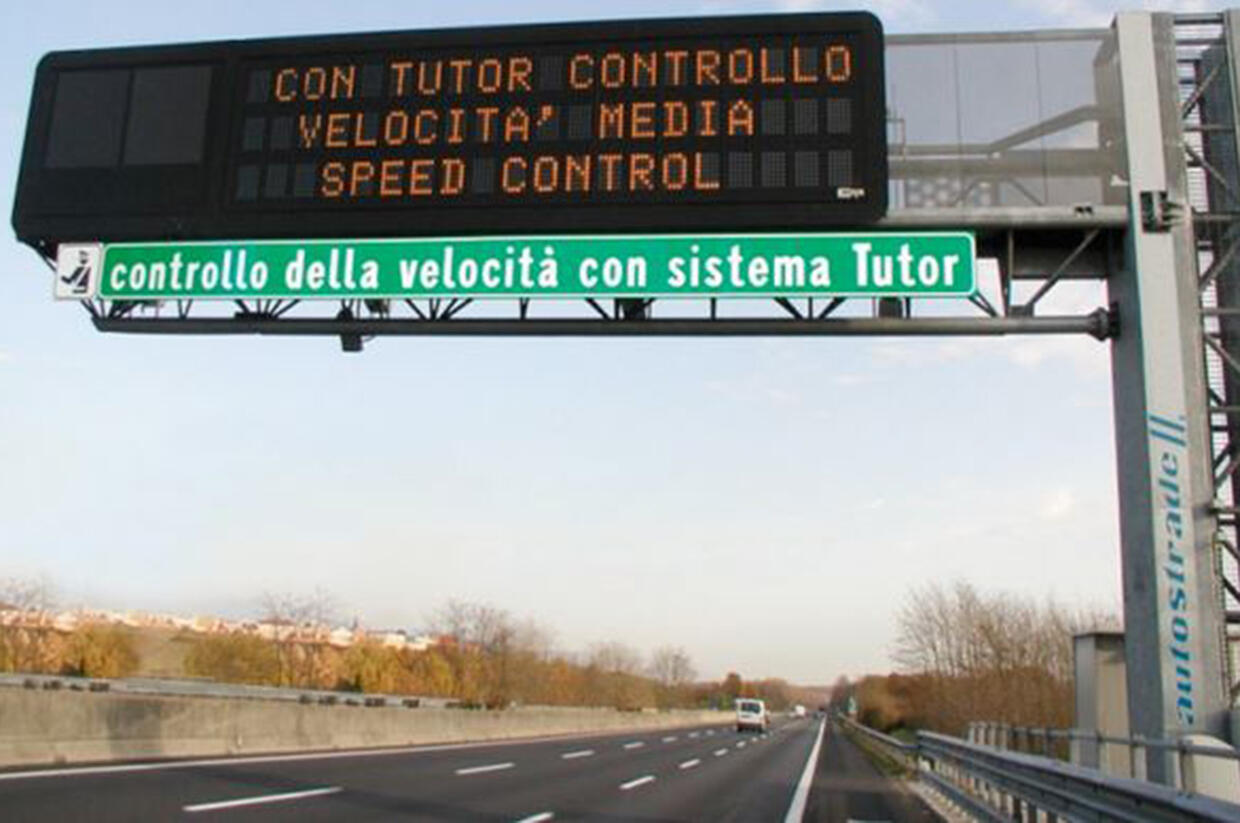 CON TUTOR CONTROLLO
VELOCITA' MEDIA
SPEED CONTROL
controllo della velocità con sistema Tutor
autostrade